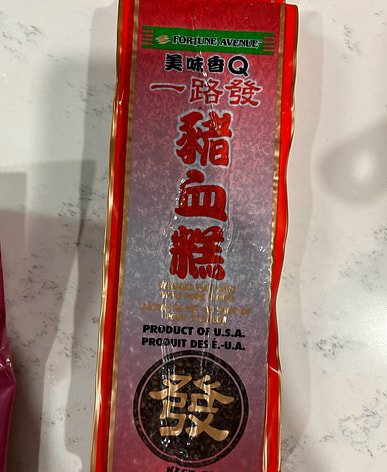 FORTUNE AVENUE
美味香Q
一路發
豬血糕
PRODUCT OF U.S.A.
PRODUIT DES É.-U.A.
發